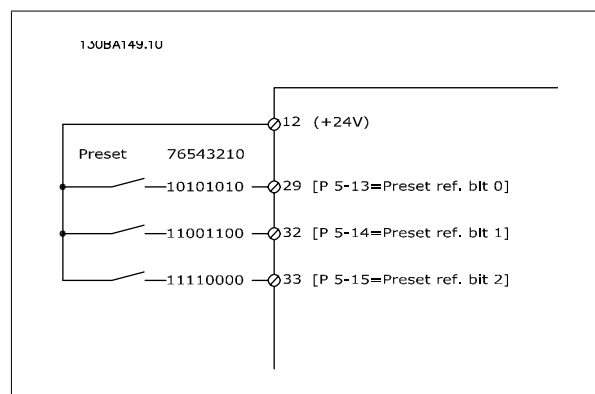 130BA149.10
12 (+24V)
Preset 76543210
10101010 29 [P 5-13=Preset ref. bit 0]
11001100 32 [P 5-14=Preset ref. bit 1]
11110000 33 [P 5-15=Preset ref. bit 2]